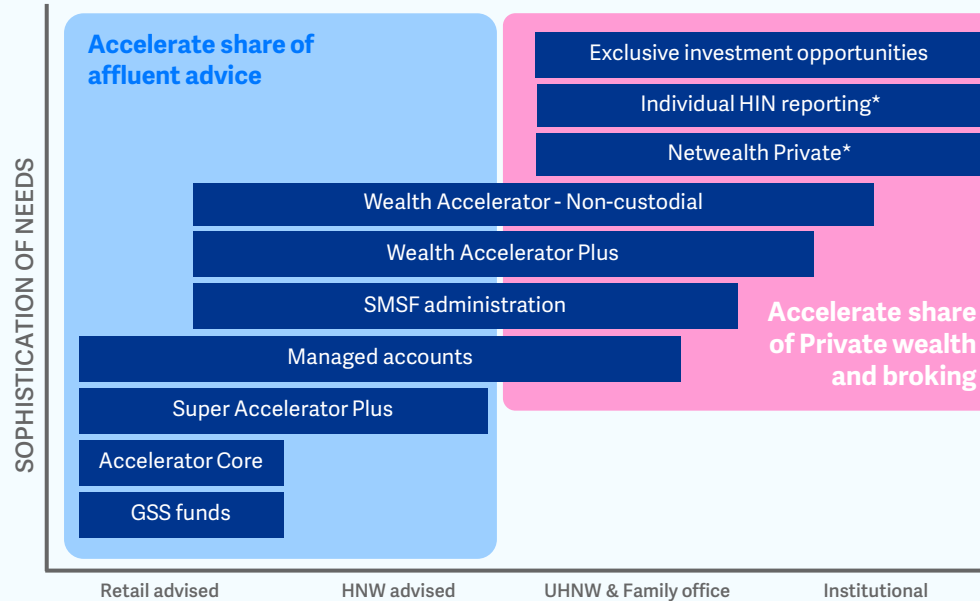 SOPHISTICATION OF NEEDS
Accelerate share of
affluent advice
Exclusive investment opportunities
Individual HIN reporting*
Netwealth Private*
Wealth Accelerator - Non-custodial
Wealth Accelerator Plus
SMSF administration
Accelerate share
of Private wealth
and broking
Managed accounts
Super Accelerator Plus
Accelerator Core
GSS funds
Retail advised
HNW advised
UHNW & Family office
Institutional